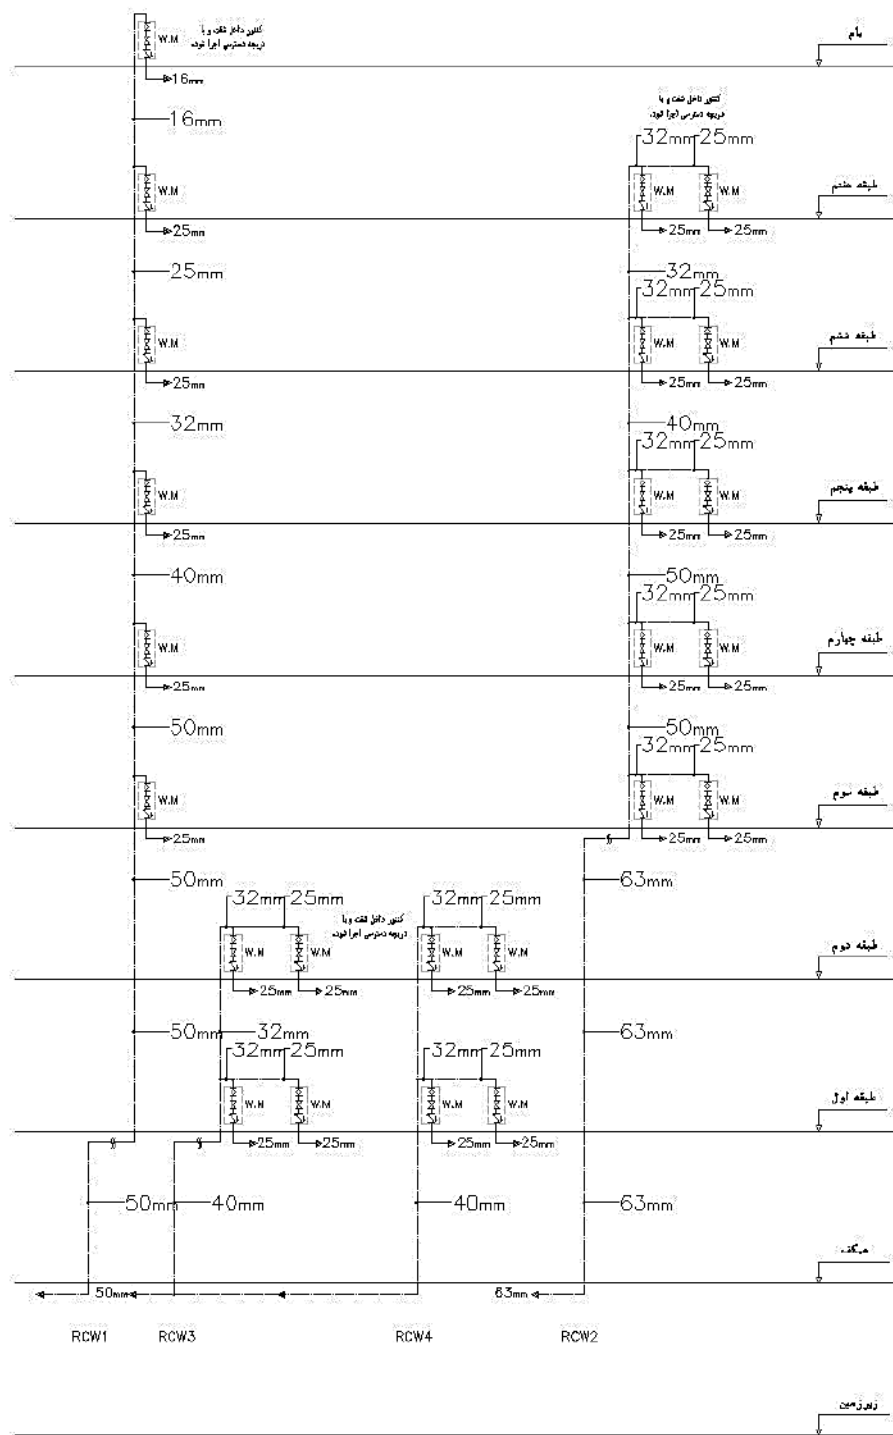 بام
W.M
کنتور داخل شفت و با
دریچه دسترسی اجرا شود.
16mm
16mm
کنتور داخل شفت و با
دریچه دسترسی اجرا شود.
32mm 25mm
W.M W.M W.M طبقه هفتم
25mm 25mm 25mm
25mm 32mm
32mm 25mm
W.M W.M W.M طبقه ششم
25mm 25mm 25mm
32mm 40mm
32mm 25mm
W.M W.M W.M طبقه پنجم
25mm 25mm 25mm
40mm 50mm
32mm 25mm
W.M W.M W.M طبقه چهارم
25mm 25mm 25mm
50mm 50mm
32mm 25mm
W.M W.M W.M طبقه سوم
25mm 25mm 25mm
50mm 63mm
32mm 25mm 32mm 25mm
کنتور داخل شفت و با
دریچه دسترسی اجرا شود.
W.M W.M W.M W.M طبقه دوم
25mm 25mm 25mm 25mm
50mm 32mm 63mm
32mm 25mm 32mm 25mm
W.M W.M W.M W.M طبقه اول
25mm 25mm 25mm 25mm
50mm 40mm 40mm 63mm
همکف
50mm 63mm
RCW1 RCW3 RCW4 RCW2
زیرزمین